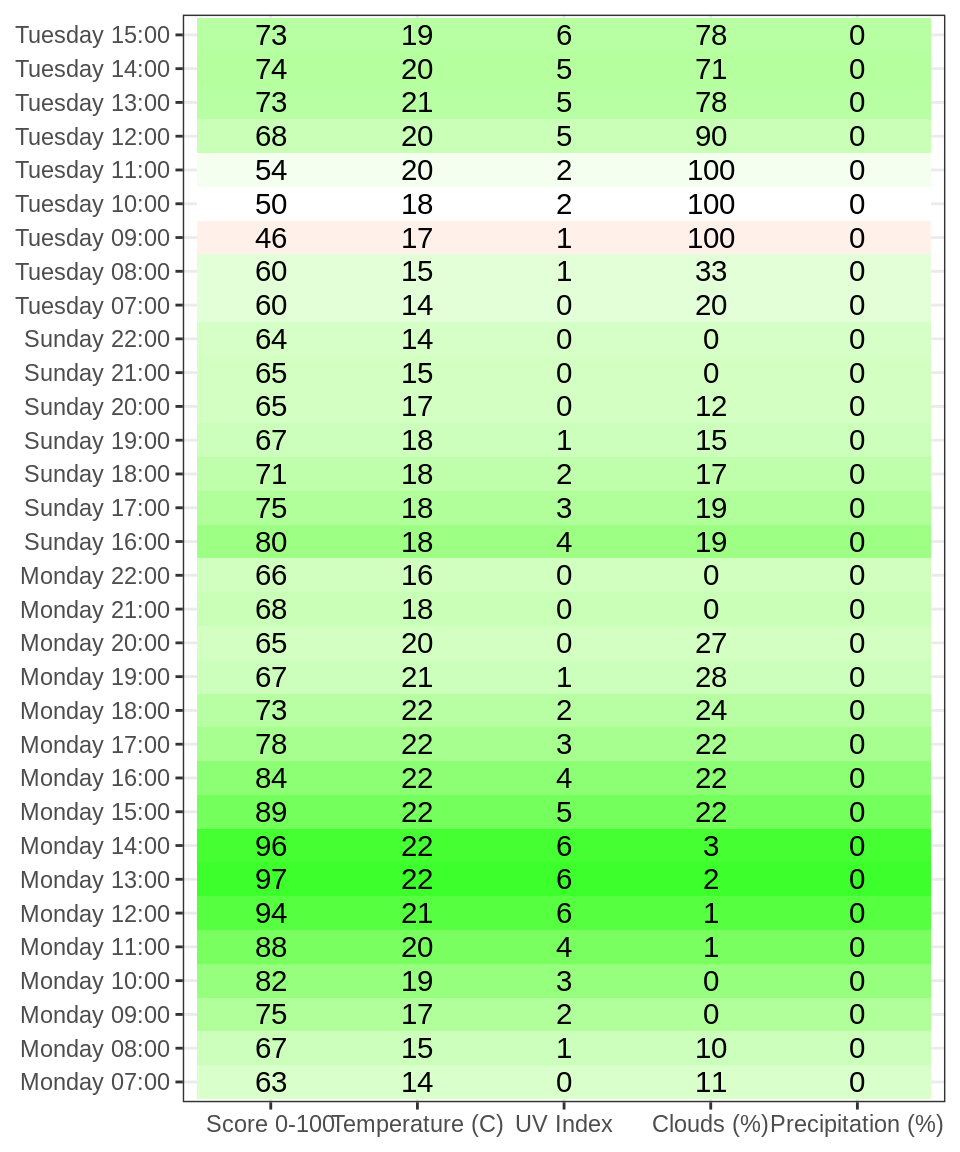 Tuesday 15:00 73 19 6 78 0
Tuesday 14:00 74 20 5 71 0
Tuesday 13:00 73 21 5 78 0
Tuesday 12:00 68 20 5 90 0
Tuesday 11:00 54 20 2 100 0
Tuesday 10:00 50 18 2 100 0
Tuesday 09:00 46 17 1 100 0
Tuesday 08:00 60 15 1 33 0
Tuesday 07:00 60 14 0 20 0
Sunday 22:00 64 14 0 0 0
Sunday 21:00 65 15 0 0 0
Sunday 20:00 65 17 0 12 0
Sunday 19:00 67 18 1 15 0
Sunday 18:00 71 18 2 17 0
Sunday 17:00 75 18 3 19 0
Sunday 16:00 80 18 4 19 0
Monday 22:00 66 16 0 0 0
Monday 21:00 68 18 0 0 0
Monday 20:00 65 20 0 27 0
Monday 19:00 67 21 1 28 0
Monday 18:00 73 22 2 24 0
Monday 17:00 78 22 3 22 0
Monday 16:00 84 22 4 22 0
Monday 15:00 89 22 5 22 0
Monday 14:00 96 22 6 3 0
Monday 13:00 97 22 6 2 0
Monday 12:00 94 21 6 1 0
Monday 11:00 88 20 4 1 0
Monday 10:00 82 19 3 0 0
Monday 09:00 75 17 2 0 0
Monday 08:00 67 15 1 10 0
Monday 07:00 63 14 0 11 0
Score 0-100 Temperature (C) UV Index Clouds (%) Precipitation (%)